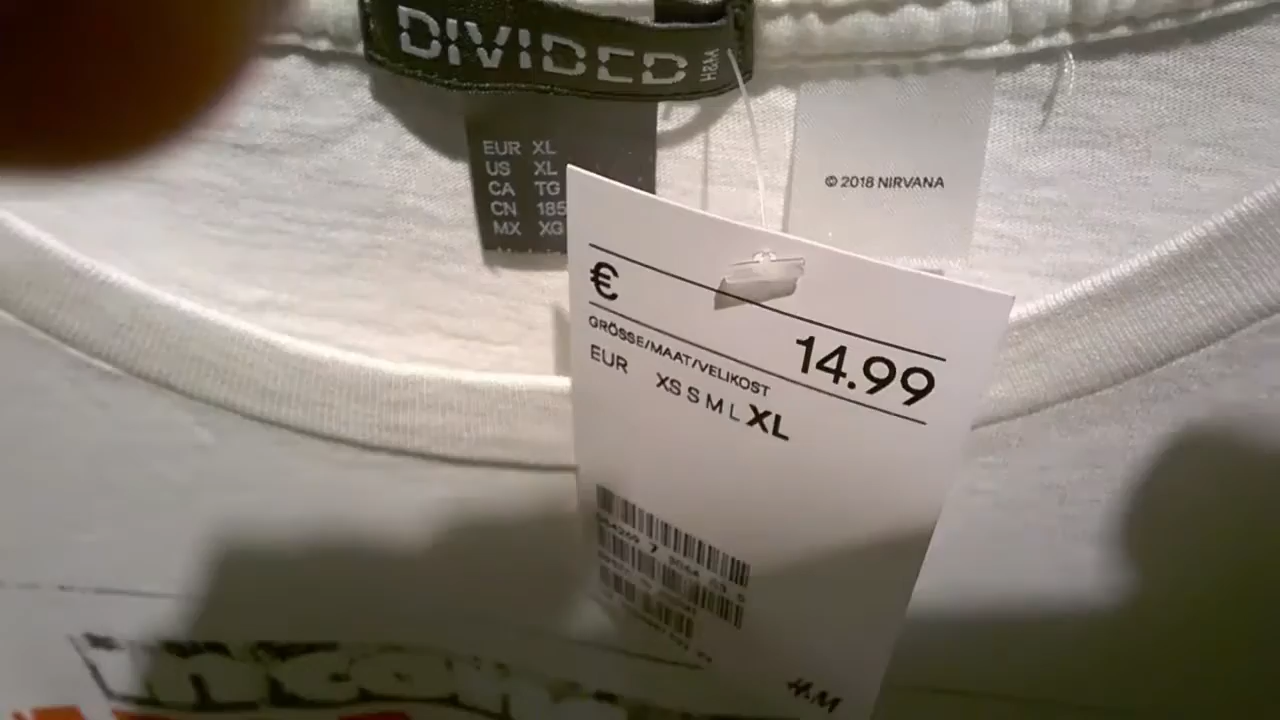 DIVIDED
H&M
EUR XL
US XL
CA TG
CN 185
MX XG
© 2018 NIRVANA
€ 14.99
GRÖSSE/MAAT/VELIKOST
EUR XS S M L XL
H&M